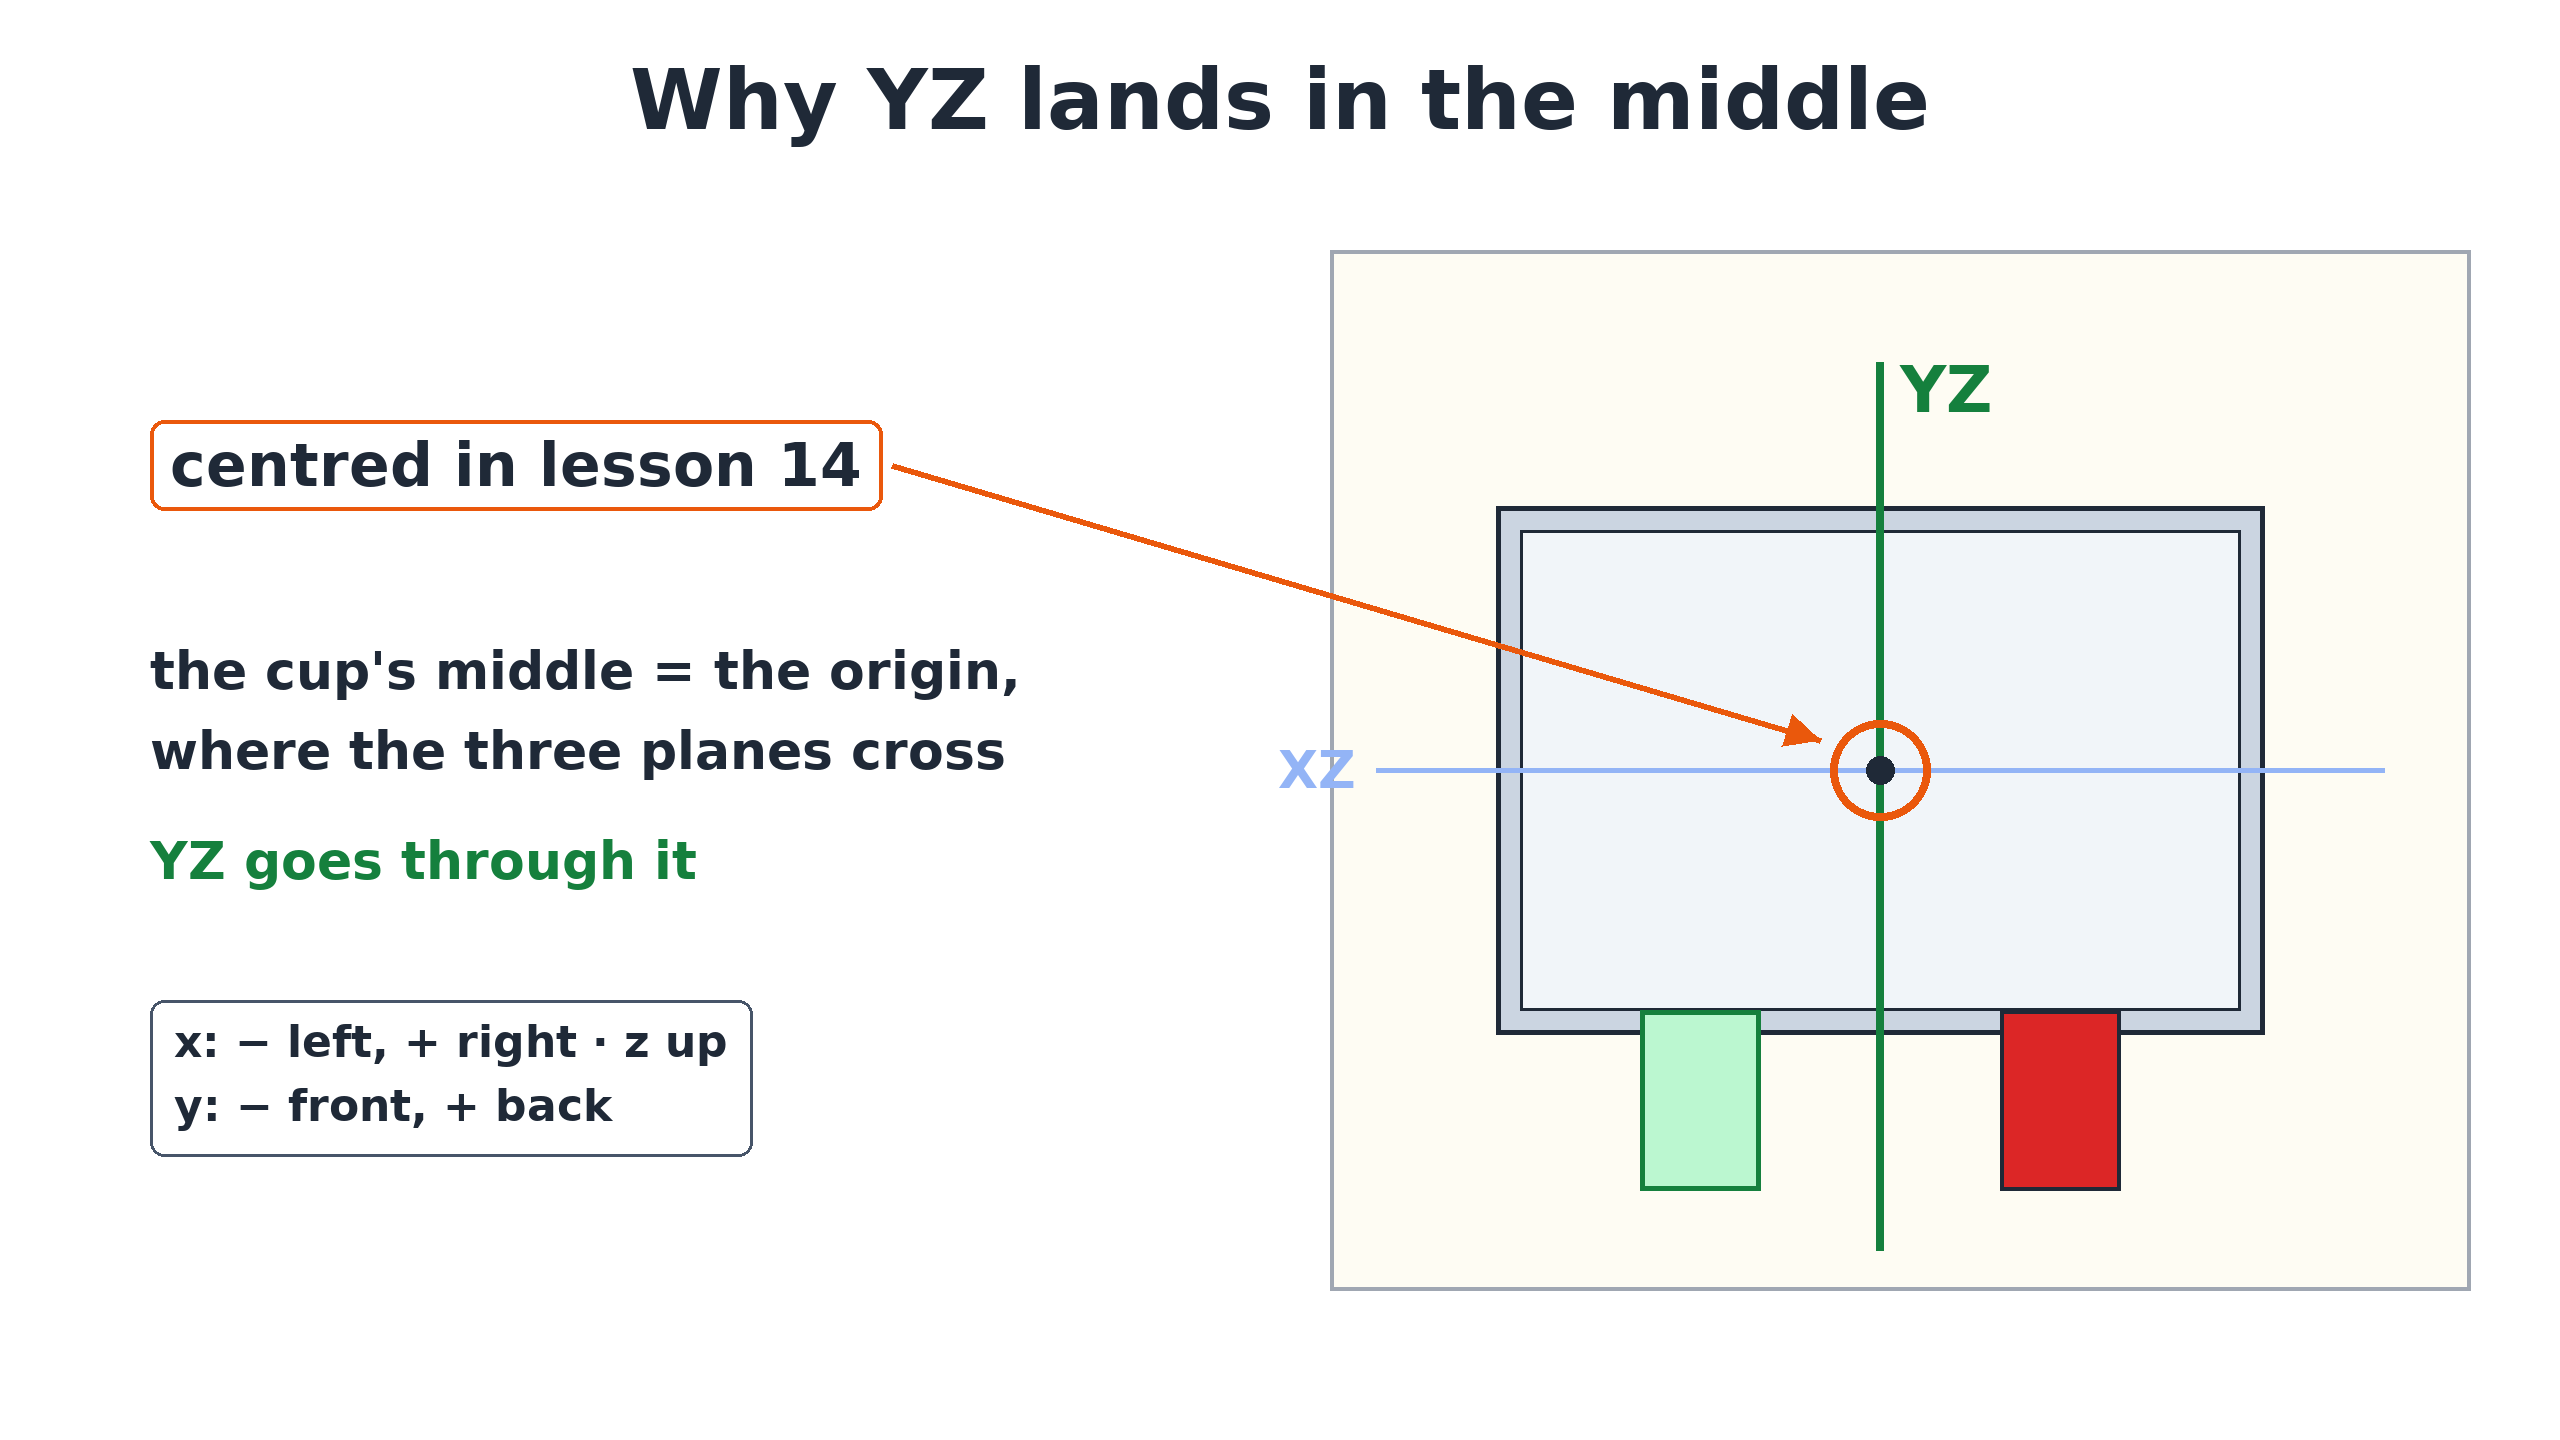 Why YZ lands in the middle
centred in lesson 14
the cup's middle = the origin,
where the three planes cross
YZ goes through it
x: − left, + right · z up
y: − front, + back
YZ
XZ